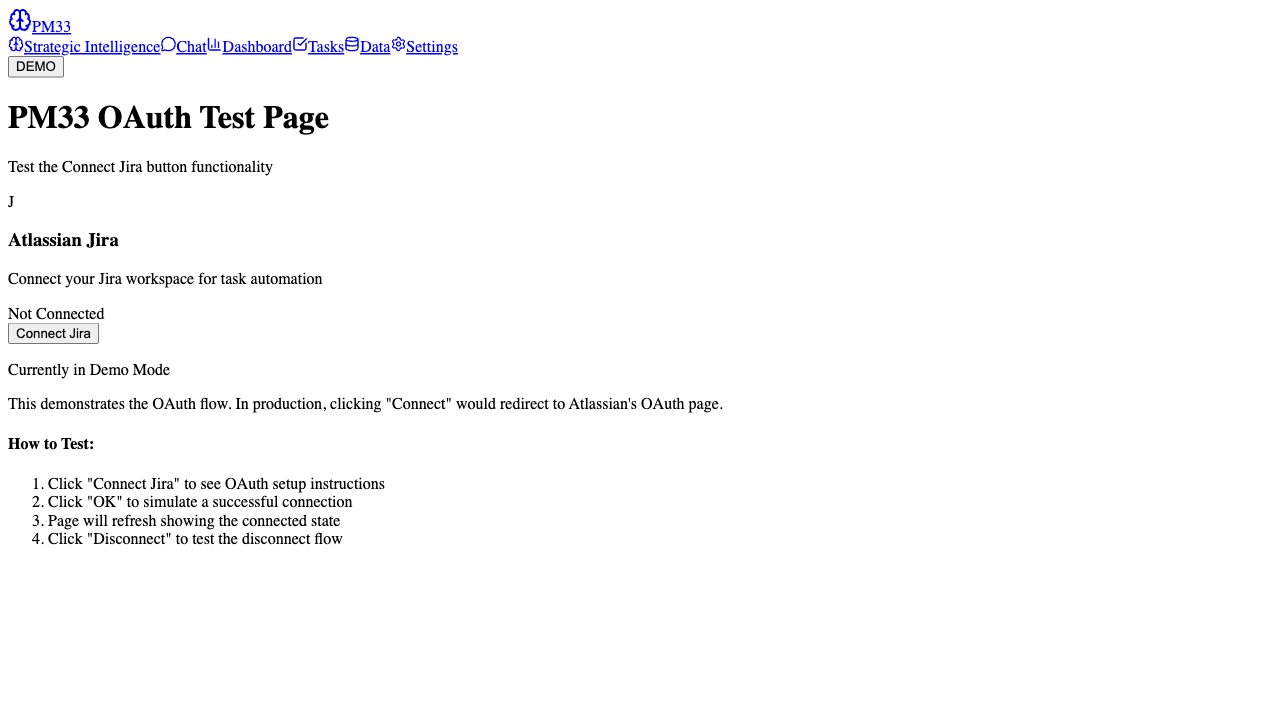 PM33
Strategic Intelligence Chat Dashboard Tasks Data Settings
DEMO
PM33 OAuth Test Page
Test the Connect Jira button functionality
J
Atlassian Jira
Connect your Jira workspace for task automation
Not Connected
Connect Jira
Currently in Demo Mode
This demonstrates the OAuth flow. In production, clicking "Connect" would redirect to Atlassian's OAuth page.
How to Test:
1. Click "Connect Jira" to see OAuth setup instructions
2. Click "OK" to simulate a successful connection
3. Page will refresh showing the connected state
4. Click "Disconnect" to test the disconnect flow